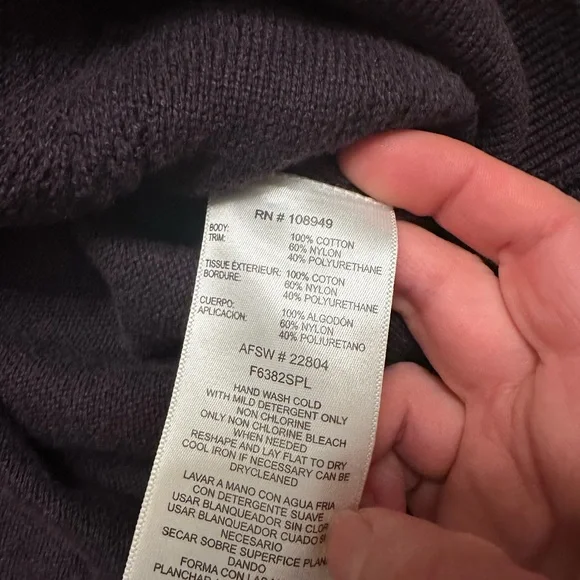 RN # 108949
BODY: 100% COTTON
TRIM: 60% NYLON
40% POLYURETHANE
TISSUE EXTERIEUR: 100% COTON
BORDURE: 60% NYLON
40% POLYURETHANE
CUERPO: 100% ALGODÓN
APLICACION: 60% NYLON
40% POLIURETANO
AFSW # 22804
F6382SPL
HAND WASH COLD
WITH MILD DETERGENT ONLY
NON CHLORINE
ONLY NON CHLORINE BLEACH
WHEN NEEDED
RESHAPE AND LAY FLAT TO DRY
COOL IRON IF NECESSARY CAN BE
DRYCLEANED
LAVAR A MANO CON AGUA FRIA
CON DETERGENTE SUAVE
USAR BLANQUEADOR SIN
USAR BLANQUEADOR CUADO
NECESARIO
SECAR SOBRE SUPERFICE
DANDO
FORMA CON
PLANCHAR